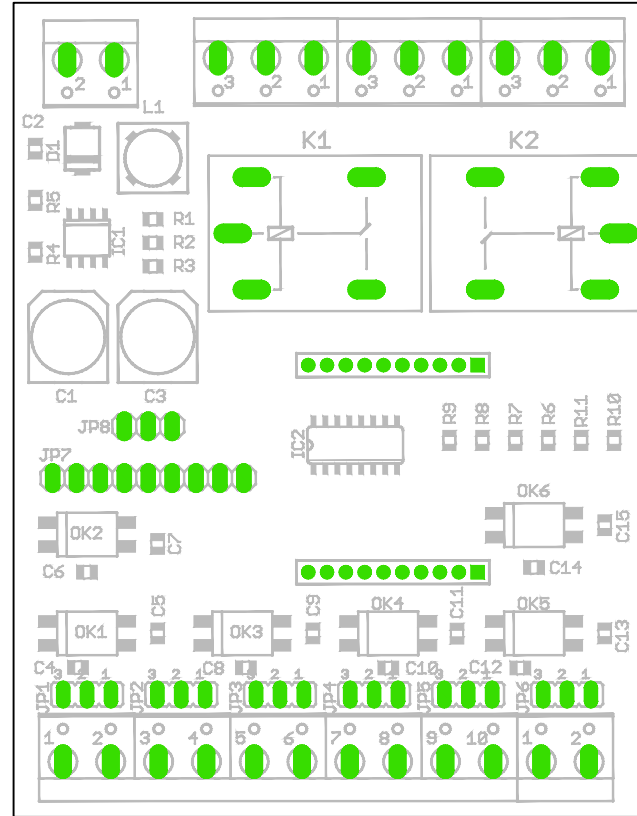 2 1
3 2 1 3 2 1 3 2 1
L1
C2
D1
K1 K2
R5
R1
IC1
R2
R4
R3
C1 C3
JP8
R9 R8 R7 R6 R11 R10
IC2
JP7
OK6
OK2
C7
C15
C6
C14
C5 C9 C11 C13
OK1 OK3 OK4 OK5
C4 C8 C10 C12
3 2 1 3 2 1 3 2 1 3 2 1 3 2 1 3 2 1
JP1 JP2 JP3 JP4 JP5 JP6
1 2 3 4 5 6 7 8 9 10 1 2